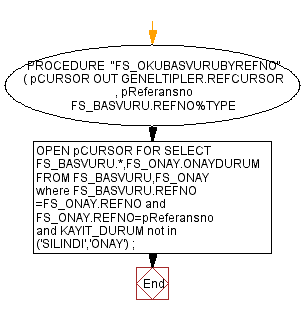 PROCEDURE "FS_OKUBASVURUBYREFNO"
( pCURSOR OUT GENELTIPLER.REFCURSOR
, pReferansno
FS_BASVURU.REFNO%TYPE
OPEN pCURSOR FOR SELECT
FS_BASVURU.*,FS_ONAY.ONAYDURUM
FROM FS_BASVURU,FS_ONAY
where FS_BASVURU.REFNO
=FS_ONAY.REFNO and
FS_ONAY.REFNO=pReferansno
and KAYIT_DURUM not in
('SILINDI','ONAY') ;
End